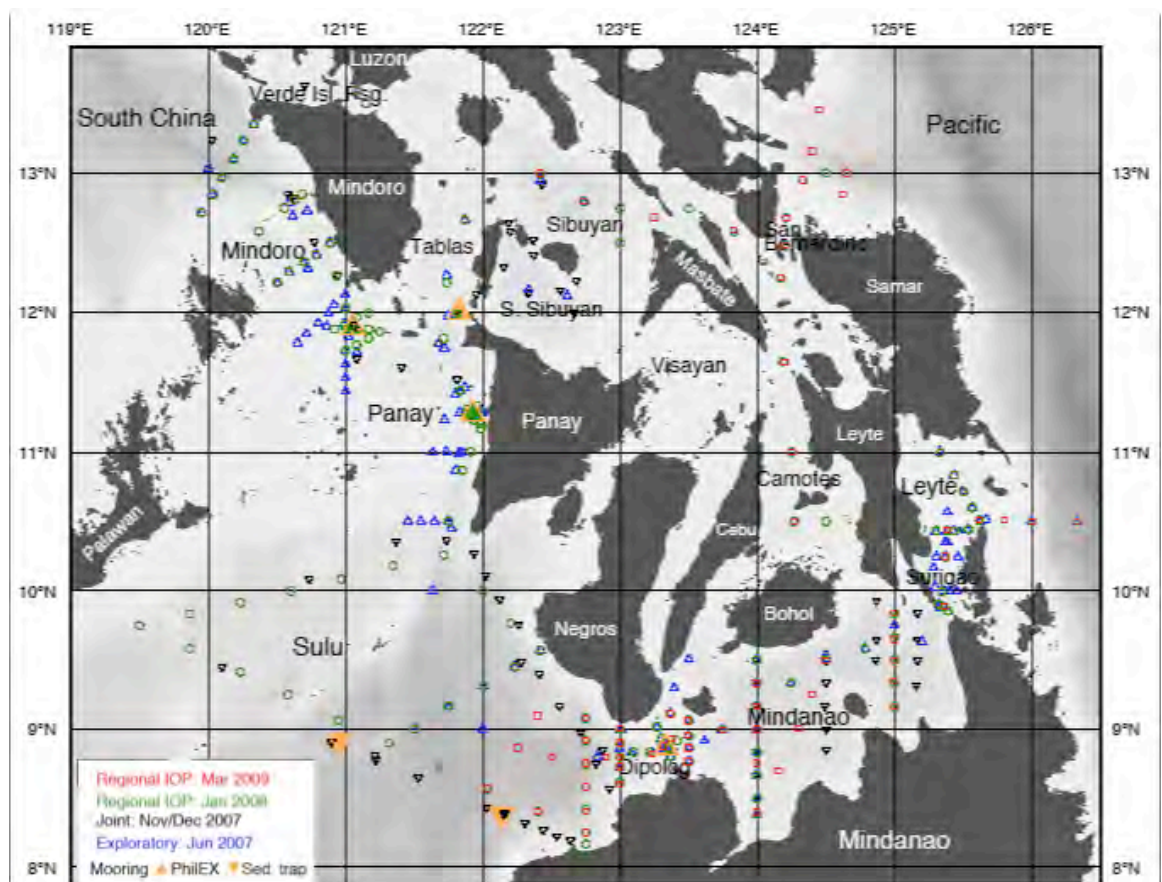 119°E 120°E 121°E 122°E 123°E 124°E 125°E 126°E
Luzon
Verde Isl. Psg.
South China
Pacific
13°N 13°N
Mindoro
Sibuyan
Tablas
San
Bernardino
Mindoro
Masbate
Samar
12°N 12°N
S. Sibuyan
Visayan
Panay
Panay
Leyte
11°N 11°N
Camotes
Leyte
Palawan
Cebu
Surigao
10°N 10°N
Bohol
Negros
Sulu
9°N 9°N
Mindanao
Dipolog
Regional IOP: Mar 2009
Regional IOP: Jan 2008
Joint: Nov/Dec 2007
Exploratory: Jun 2007
Mooring PhilEX Sed. trap
Mindanao
8°N 8°N